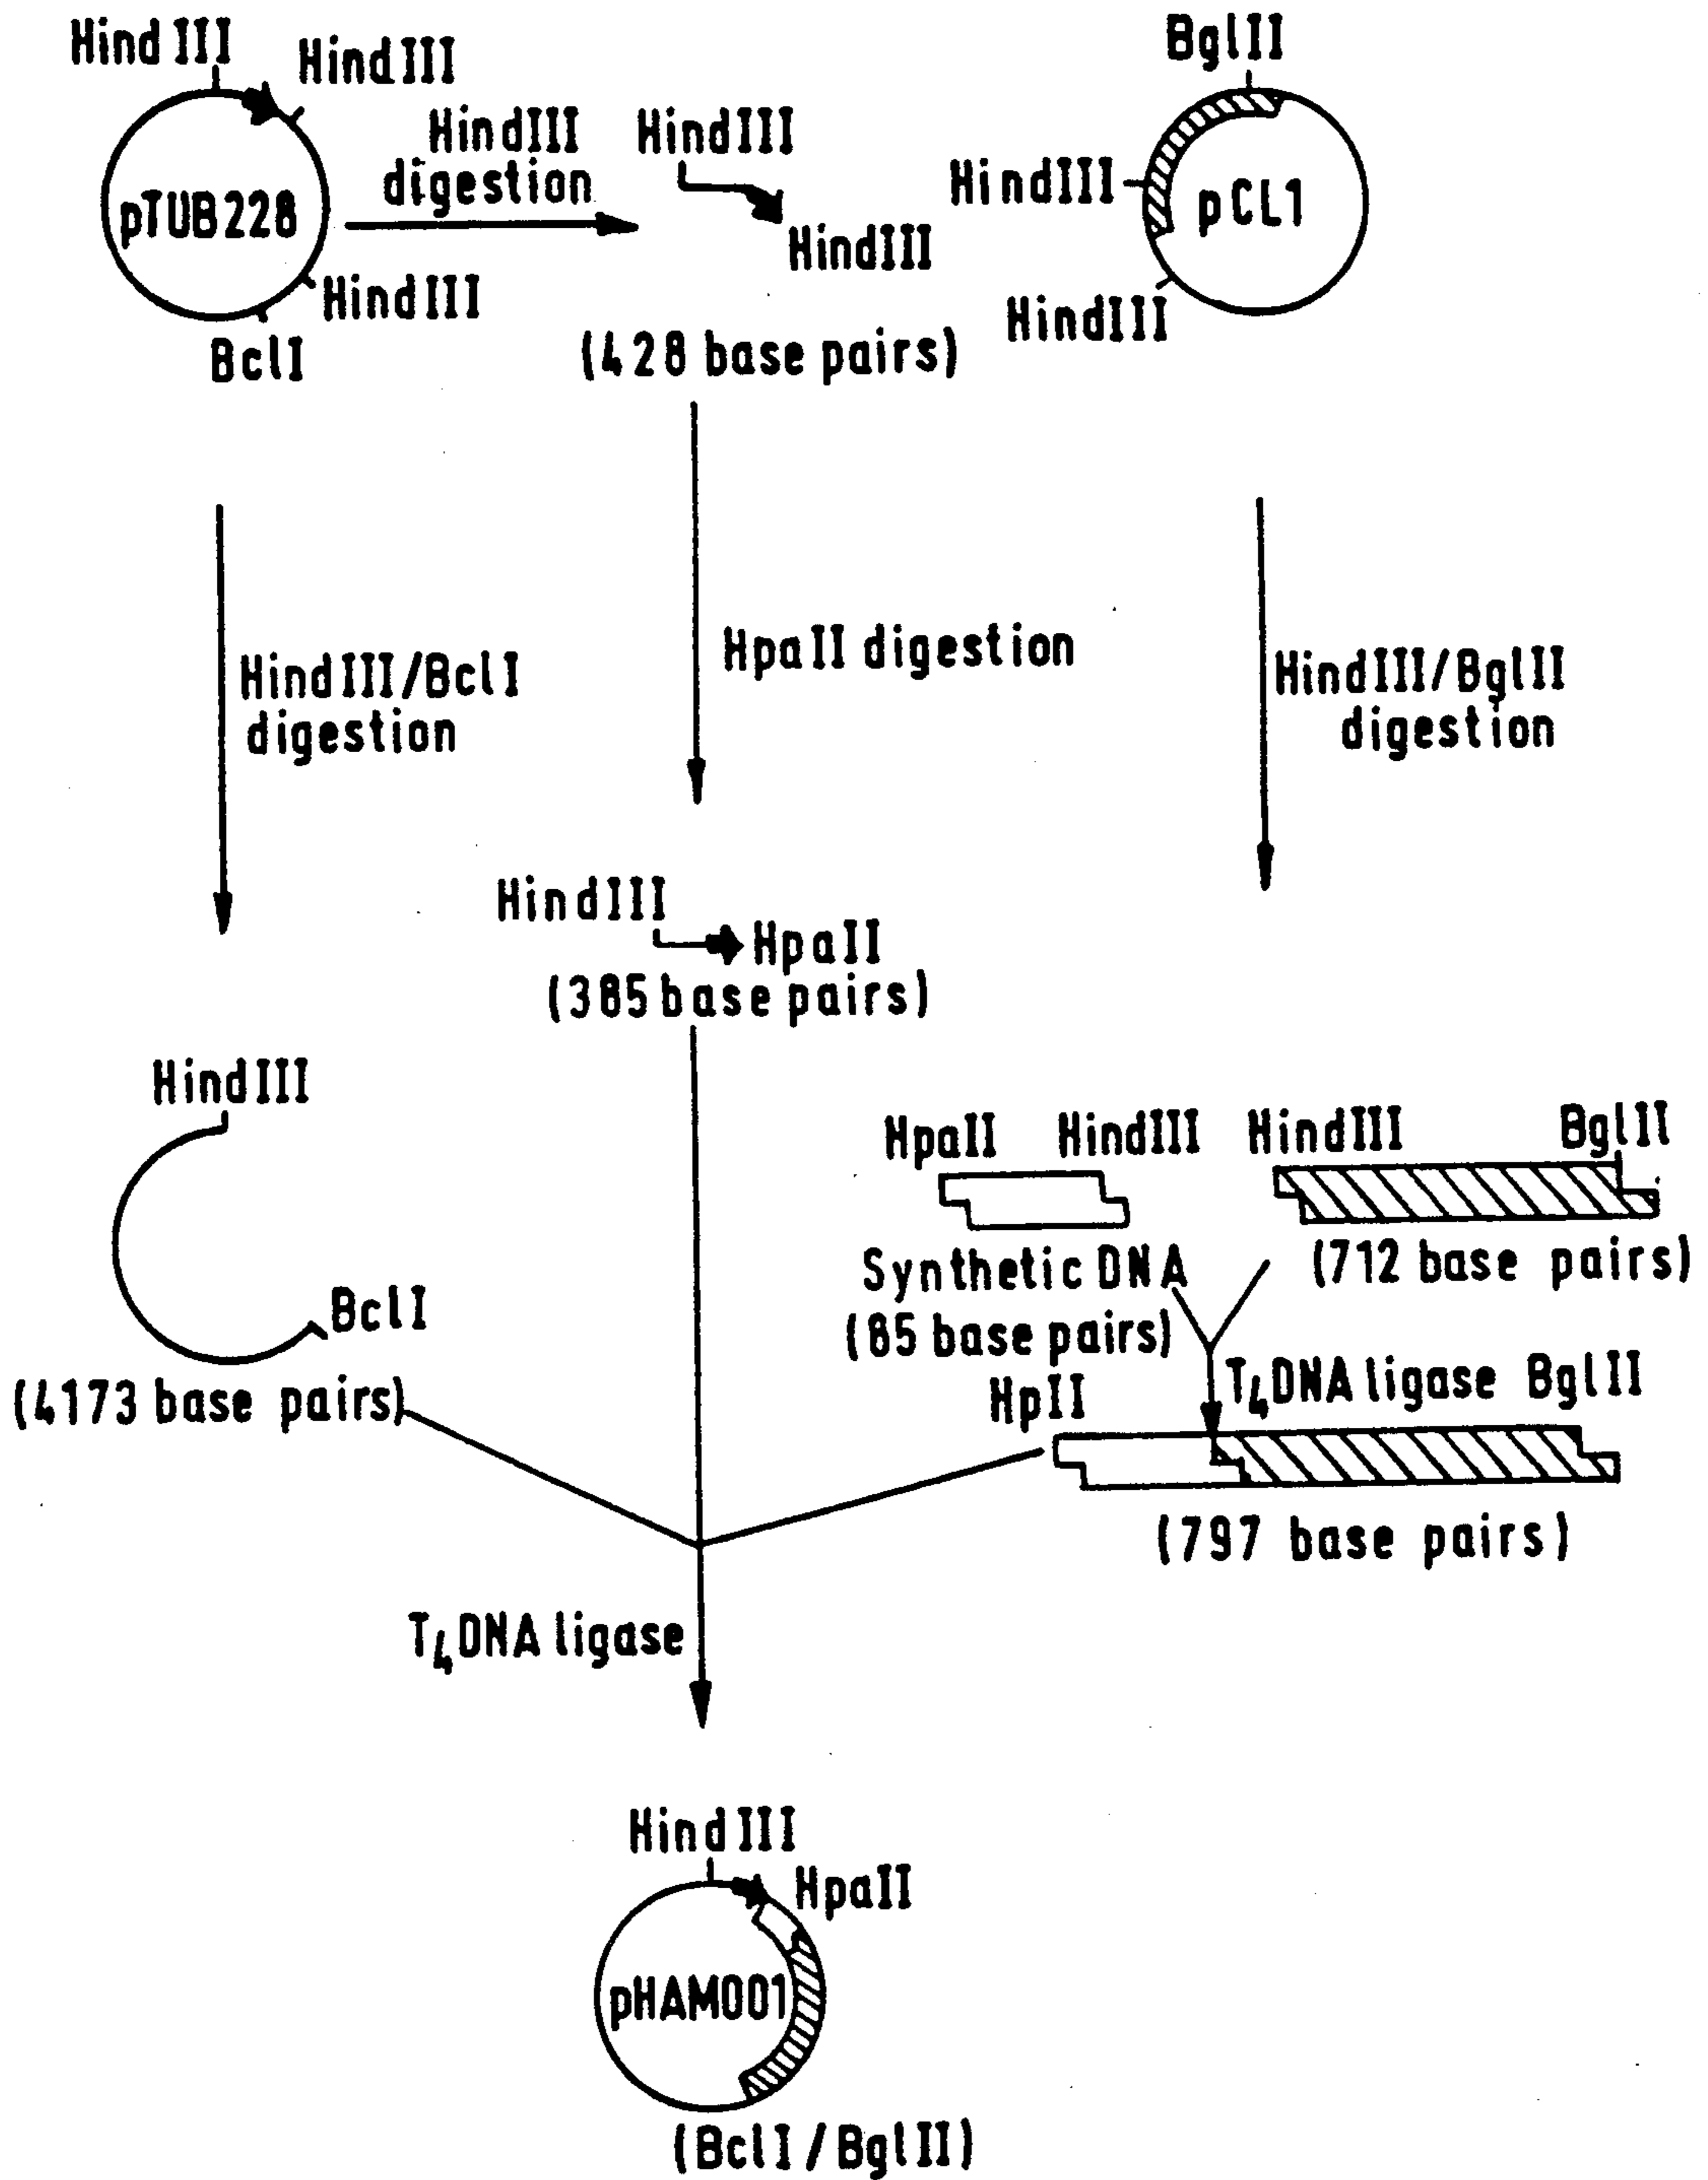 Hind III
HindIII
pTUB228
HindIII
BclI
HindIII
digestion
HindIII
HindIII
(428 base pairs)
BglII
HindIII
pCL1
HindIII
HindIII/BclI
digestion
HpaII digestion
HindIII/BglII
digestion
HindIII
HpaII
(385 base pairs)
HindIII
BclI
(4173 base pairs)
HpaII
HindIII
HindIII
BglII
Synthetic DNA
(85 base pairs)
(712 base pairs)
T4DNA ligase
HpII
BglII
(797 base pairs)
T4DNA ligase
Hind III
HpaII
pHAM001
(BclI/BglII)